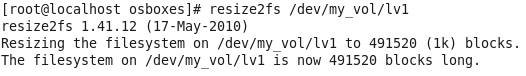 [root@localhost osboxes]# resize2fs /dev/my_vol/lv1
resize2fs 1.41.12 (17-May-2010)
Resizing the filesystem on /dev/my_vol/lv1 to 491520 (1k) blocks.
The filesystem on /dev/my_vol/lv1 is now 491520 blocks long.